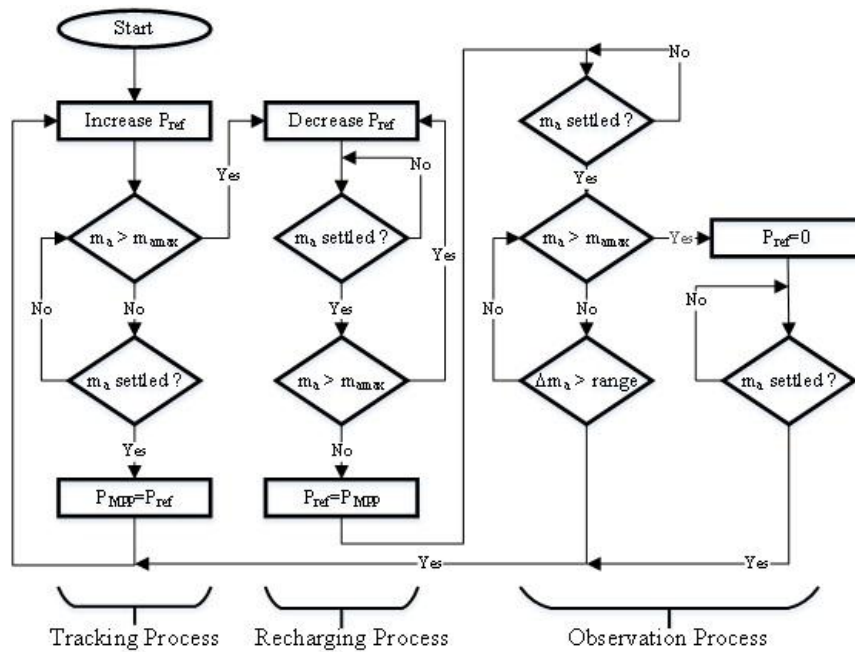 Start
Increase P_ref
m_a > m_amax
Yes
No
No
m_a settled ?
Yes
P_MPP=P_ref
Decrease P_ref
No
m_a settled ?
Yes
Yes
m_a > m_amax
No
P_ref=P_MPP
No
m_a settled ?
Yes
m_a > m_amax
Yes
P_ref=0
No
No
No
Δm_a > range
m_a settled ?
Yes
Yes
Tracking Process
Recharging Process
Observation Process